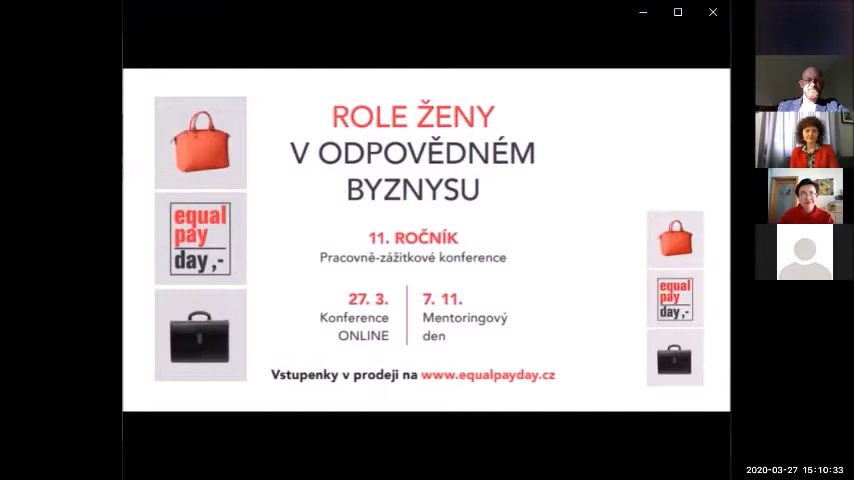 ROLE ŽENY
V ODPOVĚDNÉM
BYZNYSU
11. ROČNÍK
Pracovně-zážitkové konference
27. 3.
Konference
ONLINE
7. 11.
Mentoringový
den
Vstupenky v prodeji na www.equalpayday.cz
equal
pay
day ,-
equal
pay
day ,-
2020-03-27 15:10:33